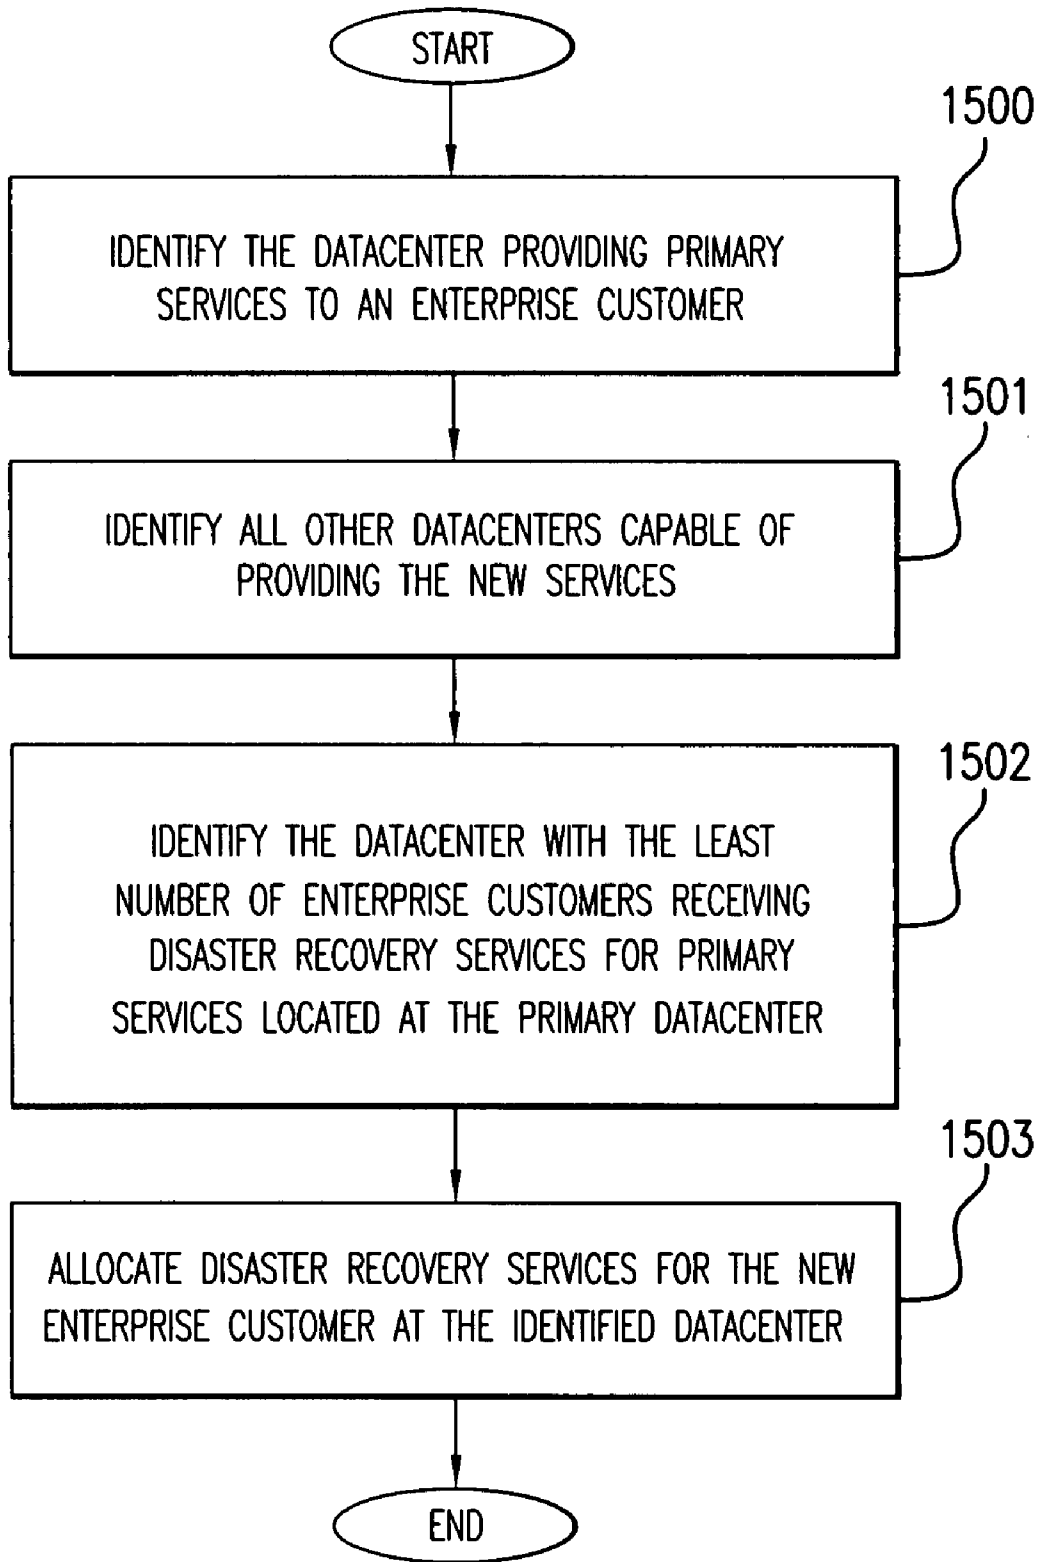 START
1500
IDENTIFY THE DATACENTER PROVIDING PRIMARY
SERVICES TO AN ENTERPRISE CUSTOMER
1501
IDENTIFY ALL OTHER DATACENTERS CAPABLE OF
PROVIDING THE NEW SERVICES
1502
IDENTIFY THE DATACENTER WITH THE LEAST
NUMBER OF ENTERPRISE CUSTOMERS RECEIVING
DISASTER RECOVERY SERVICES FOR PRIMARY
SERVICES LOCATED AT THE PRIMARY DATACENTER
1503
ALLOCATE DISASTER RECOVERY SERVICES FOR THE NEW
ENTERPRISE CUSTOMER AT THE IDENTIFIED DATACENTER
END